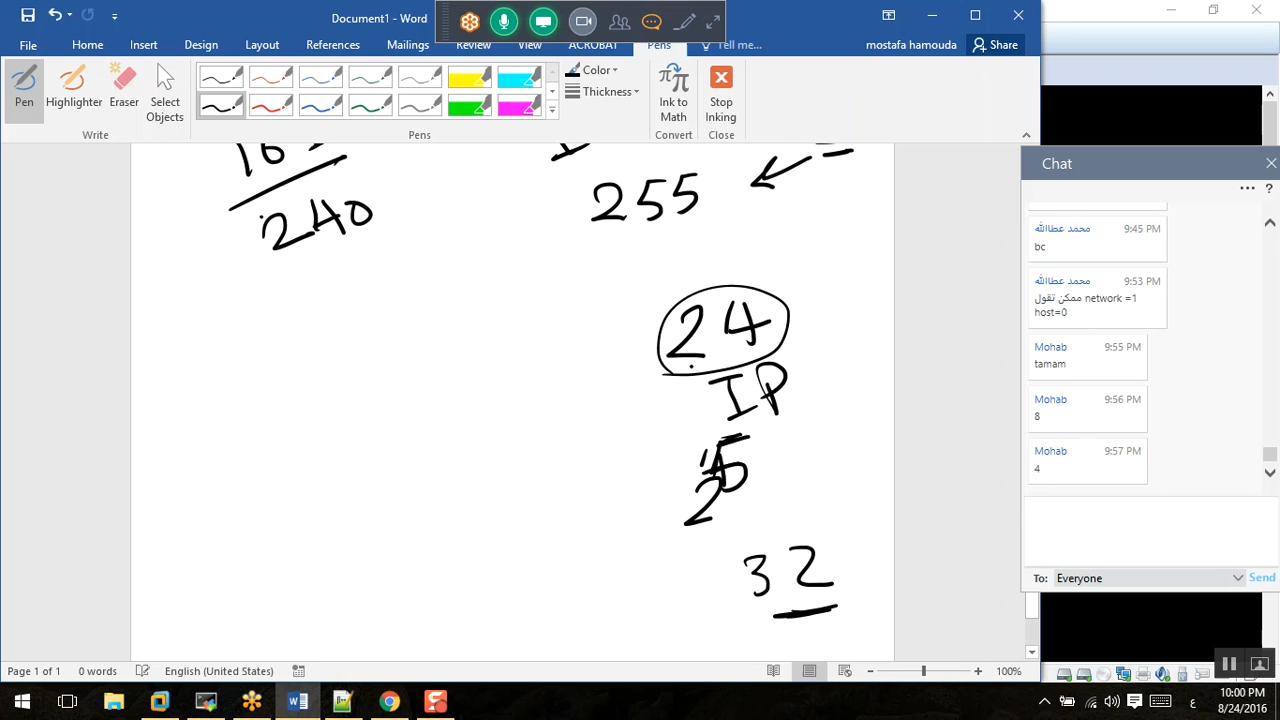 Document1 - Word
File
Home
Insert
Design
Layout
References
Mailings
Review
View
ACROBAT
Pens
Tell me...
mostafa hamouda
Share
Pen
Highlighter
Eraser
Select Objects
Write
Pens
Color
Thickness
Ink to Math
Convert
Stop Inking
Close
240
255
24
IP
2
5
32
Chat
محمد عطاالله 9:45 PM
bc
محمد عطاالله 9:53 PM
ممكن تقول network =1
host=0
Mohab 9:55 PM
tamam
Mohab 9:56 PM
8
Mohab 9:57 PM
4
To: Everyone Send
Page 1 of 1 0 words English (United States) 100%
10:00 PM
8/24/2016